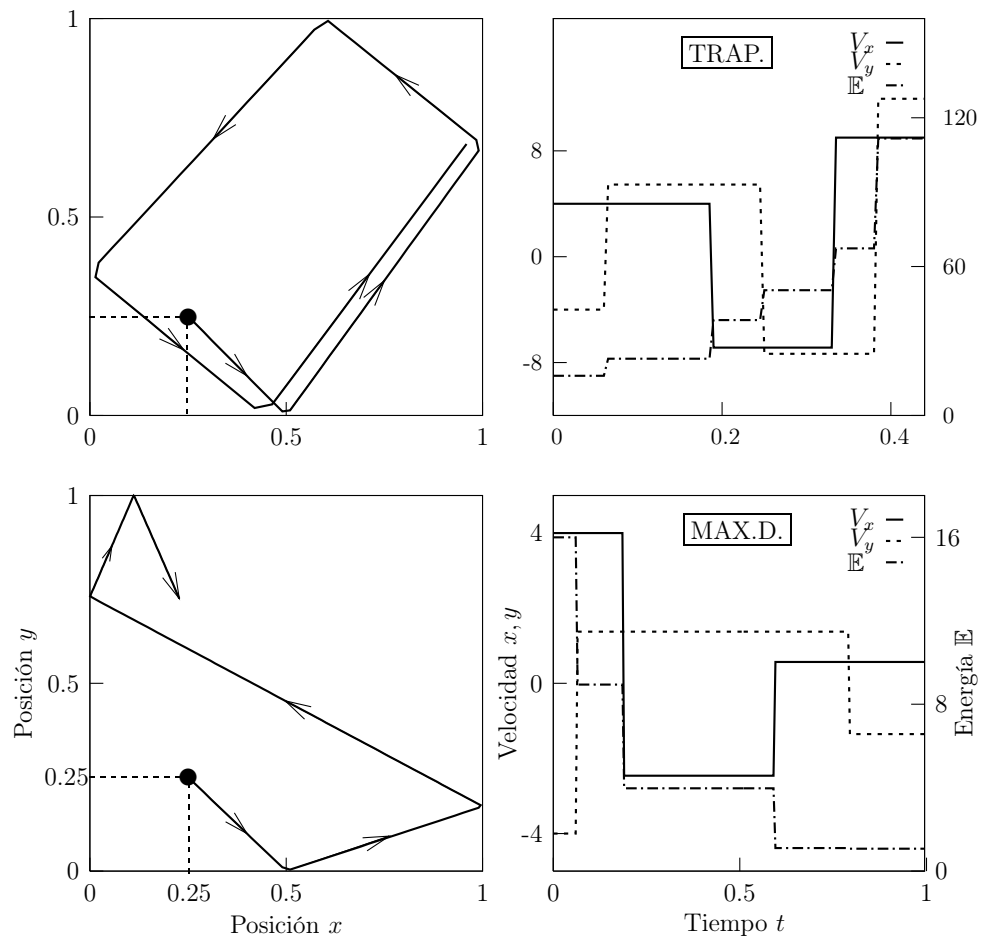 1
0.5
0
0
0.5
1
TRAP.
V_x
V_y
𝔼
8
0
-8
120
60
0
0
0.2
0.4
1
0.5
0.25
0
Posición y
0
0.25
0.5
1
Posición x
MAX.D.
V_x
V_y
𝔼
4
0
-4
Velocidad x, y
16
8
0
Energía 𝔼
0
0.5
1
Tiempo t